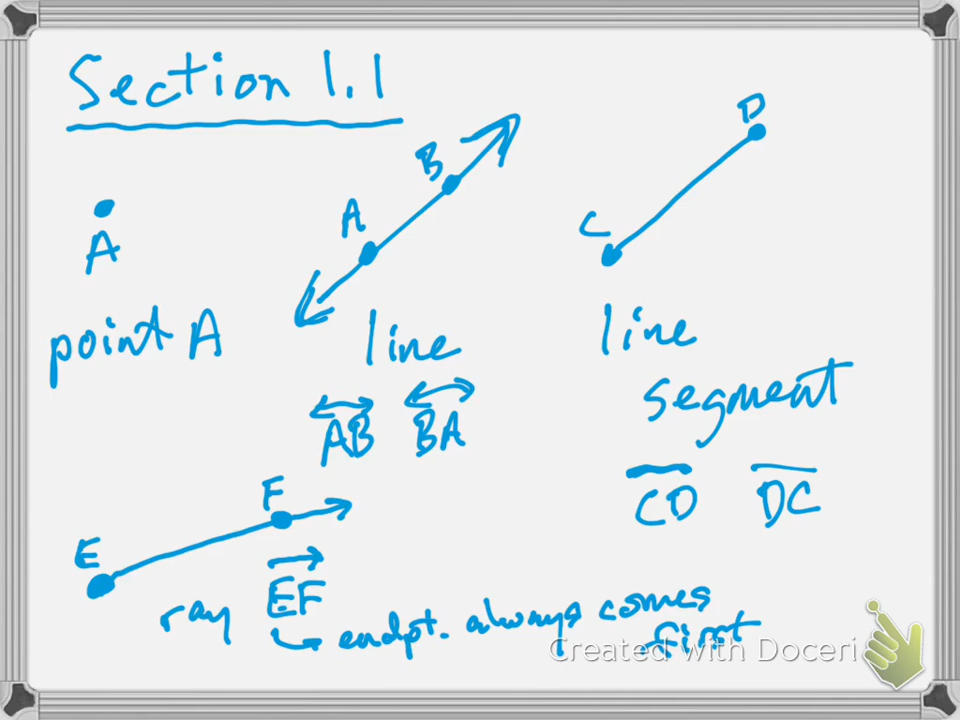 Section 1.1
A
point A
A B
line
AB BA
C D
line
segment
CD DC
E F
ray EF
endpt. always comes
first
Created with Doceri